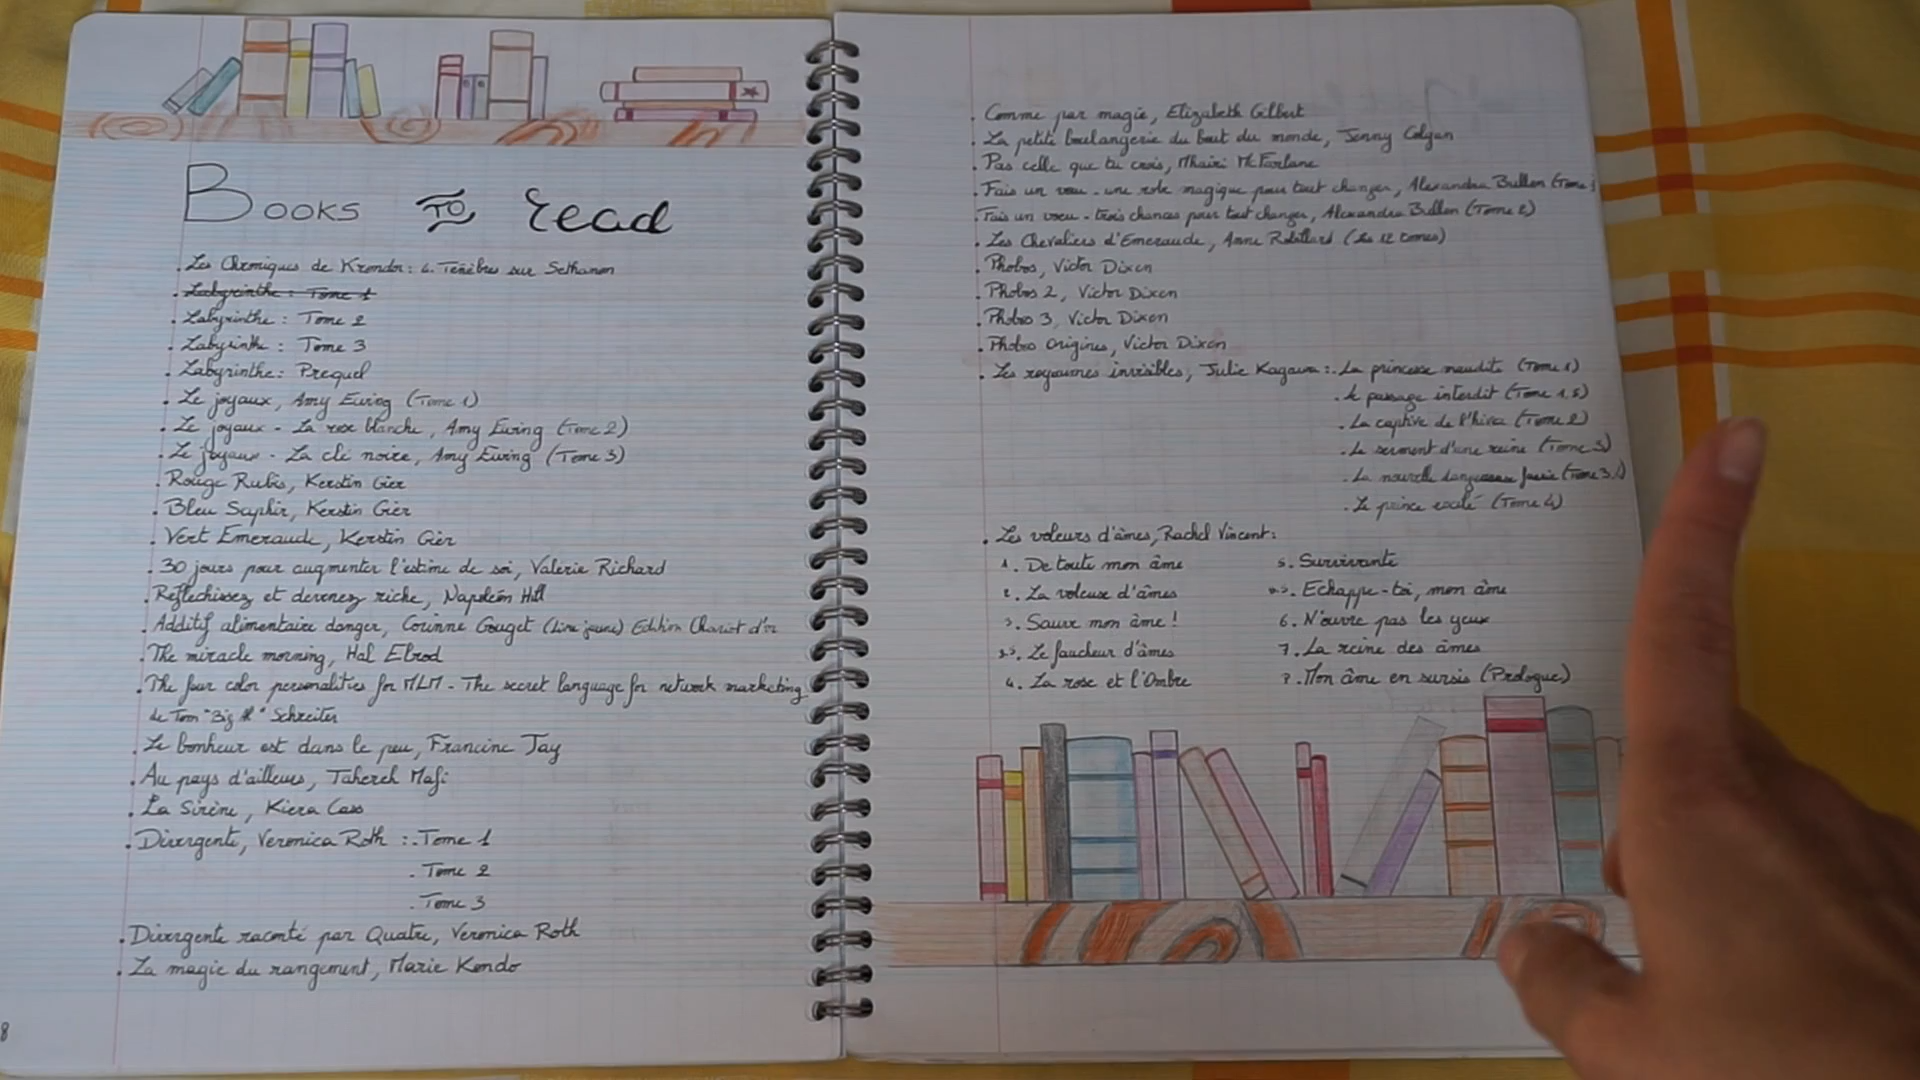 Books to read
. Les Chroniques de Krondor : 4. Ténèbres sur Sethanon
. Labyrinthe : Tome 1
. Labyrinthe : Tome 2
. Labyrinthe : Tome 3
. Labyrinthe : Prequel
. Le joyaux, Amy Ewing (Tome 1)
. Le joyaux - La rose blanche, Amy Ewing (Tome 2)
. Le joyaux - La clé noire, Amy Ewing (Tome 3)
. Rouge Rubis, Kerstin Gier
. Bleu Saphir, Kerstin Gier
. Vert Emeraude, Kerstin Gier
. 30 jours pour augmenter l'estime de soi, Valérie Richard
. Réflechissez et devenez riche, Napoléon Hill
. Additif alimentaire danger, Corinne Gouget (Livre jaune) Edition Chariot d'or
. The miracle morning, Hal Elrod
. The four color personalities for MLM - The secret language for network marketing
de Tom "Big Al" Schreiter
. Le bonheur est dans le peu, Francine Jay
. Au pays d'ailleurs, Tahereh Mafi
. La Sirène, Kiera Cass
. Divergente, Veronica Roth : . Tome 1
. Tome 2
. Tome 3
. Divergente raconté par Quatre, Veronica Roth
. La magie du rangement, Marie Kondo
8
. Comme par magie, Elizabeth Gilbert
. La petite boulangerie du bout du monde, Jenny Colgan
. Pas celle que tu crois, Mhairi McFarlane
. Fais un voeu - une robe magique pour tout changer, Alexandra Bullen (Tome 1
. Fais un voeu - trois chances pour tout changer, Alexandra Bullen (Tome 2)
. Les Chevaliers d'Emeraude, Anne Robillard (les 12 tomes)
. Phobos, Victor Dixen
. Phobos 2, Victor Dixen
. Phobos 3, Victor Dixen
. Phobos Origines, Victor Dixen
. Les royaumes invisibles, Julie Kagawa : . La princesse maudite (Tome 1)
. Le passage interdit (Tome 1,5)
. La captive de l'hiver (Tome 2)
. Le serment d'une reine (Tome 3)
. La nouvelle (Tome 3,
. Le prince exilé (Tome 4)
. Les voleurs d'âmes, Rachel Vincent :
1. De toute mon âme
2. La voleuse d'âmes
3. Sauve mon âme !
3,5. Le faucheur d'âmes
4. La rose et l'Ombre
5. Survivante
. Echappe-toi, mon âme
6. N'ouvre pas les yeux
7. La reine des âmes
?. Mon âme en sursis (Prologue)